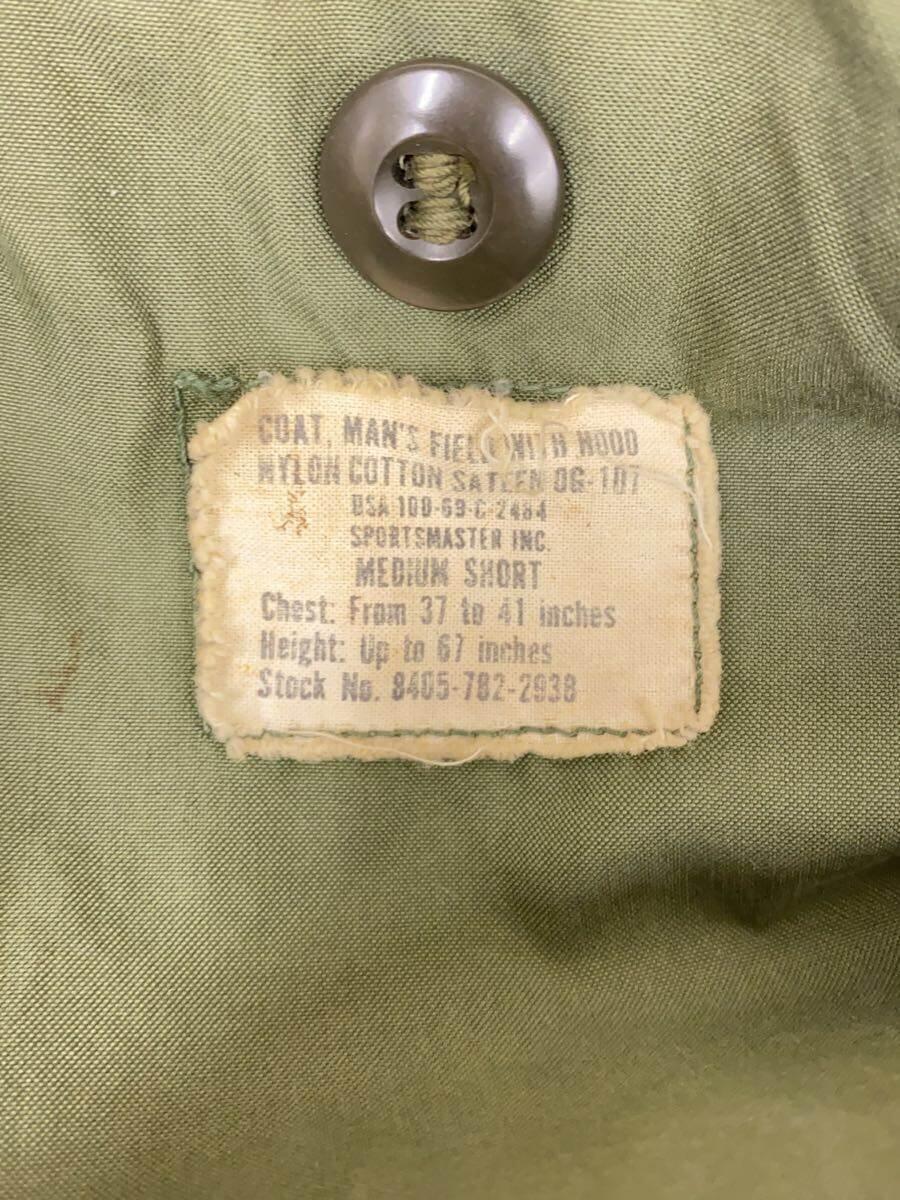 COAT, MAN'S FIELD WITH HOOD
NYLON COTTON SATEEN OG-107
DSA 100-69-C-2484
SPORTSMASTER INC.
MEDIUM SHORT
Chest: From 37 to 41 inches
Height: Up to 67 inches
Stock No. 8405-782-2938